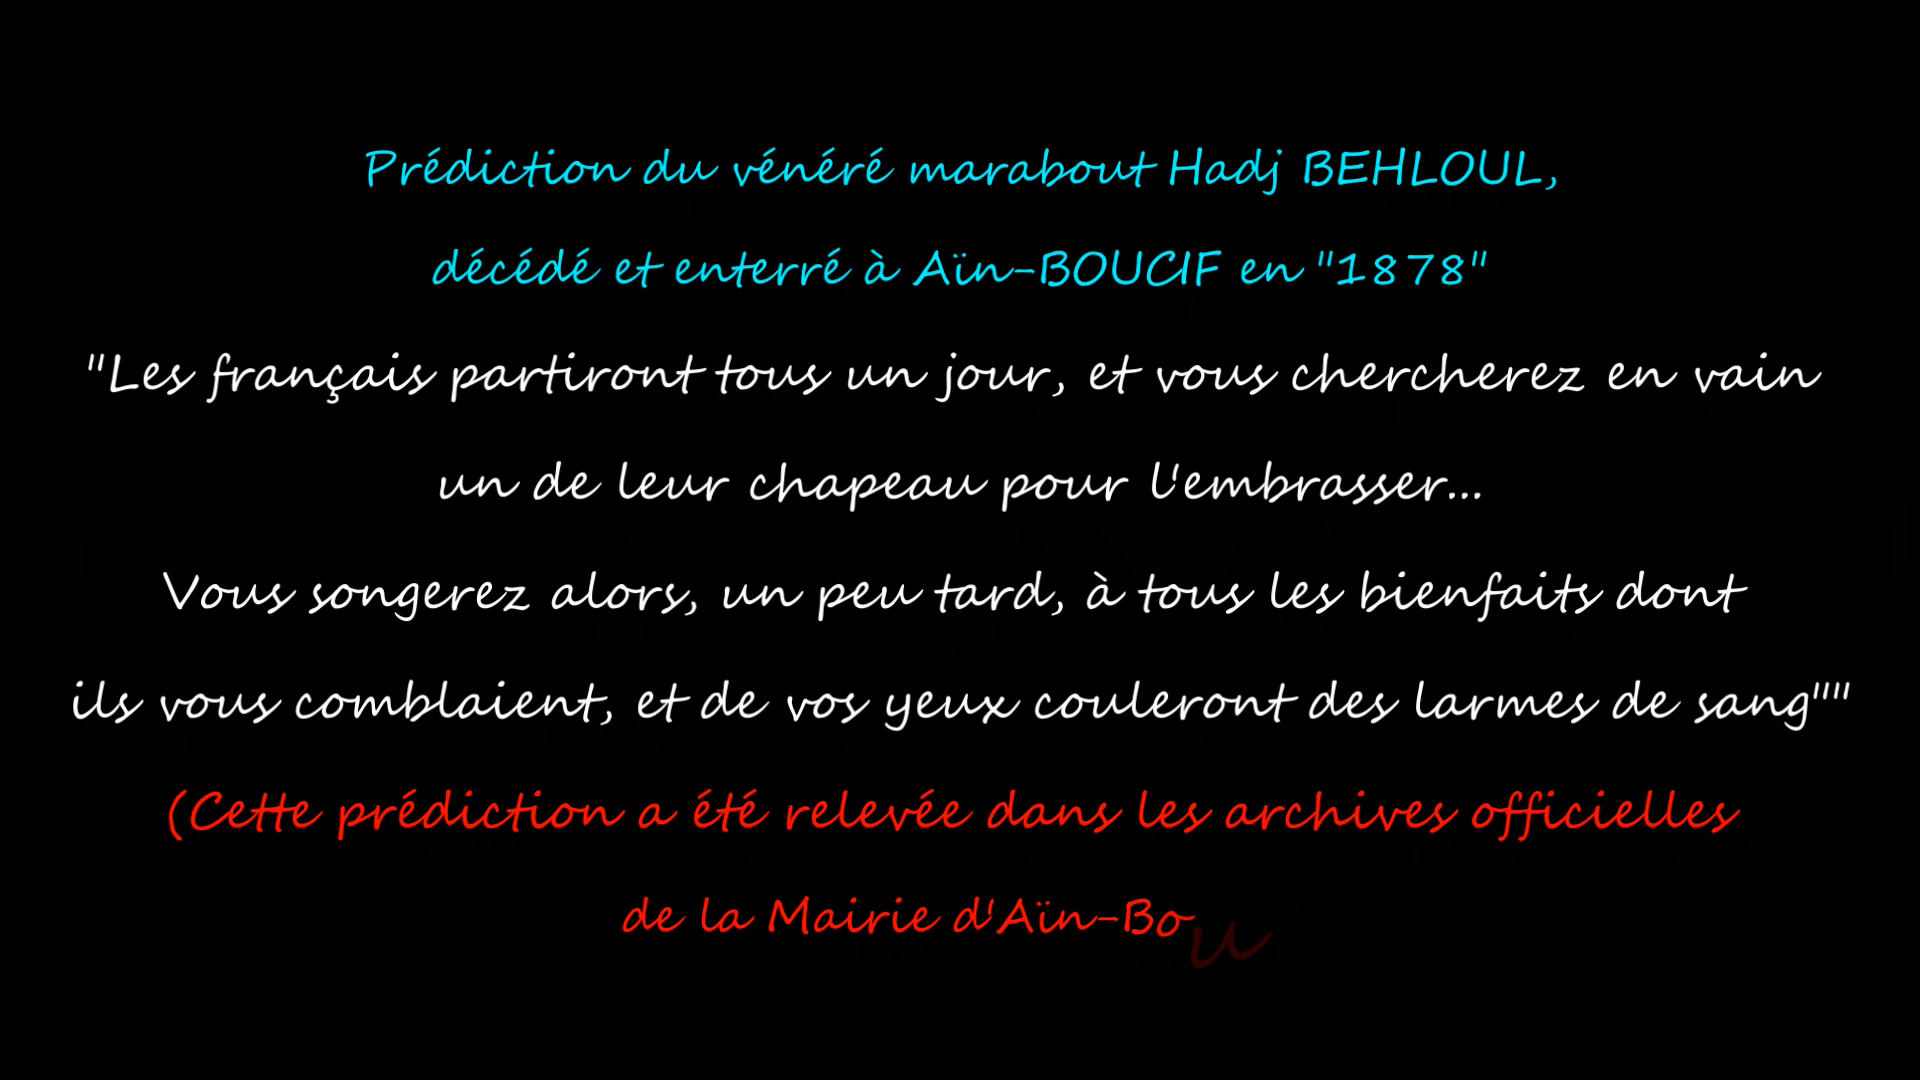 Prédiction du vénéré marabout Hadj BEHLOUL,
décédé et enterré à Aïn-BOUCIF en "1878"
"Les français partiront tous un jour, et vous chercherez en vain
un de leur chapeau pour l'embrasser...
Vous songerez alors, un peu tard, à tous les bienfaits dont
ils vous comblaient, et de vos yeux couleront des larmes de sang""
(Cette prédiction a été relevée dans les archives officielles
de la Mairie d'Aïn-Bou